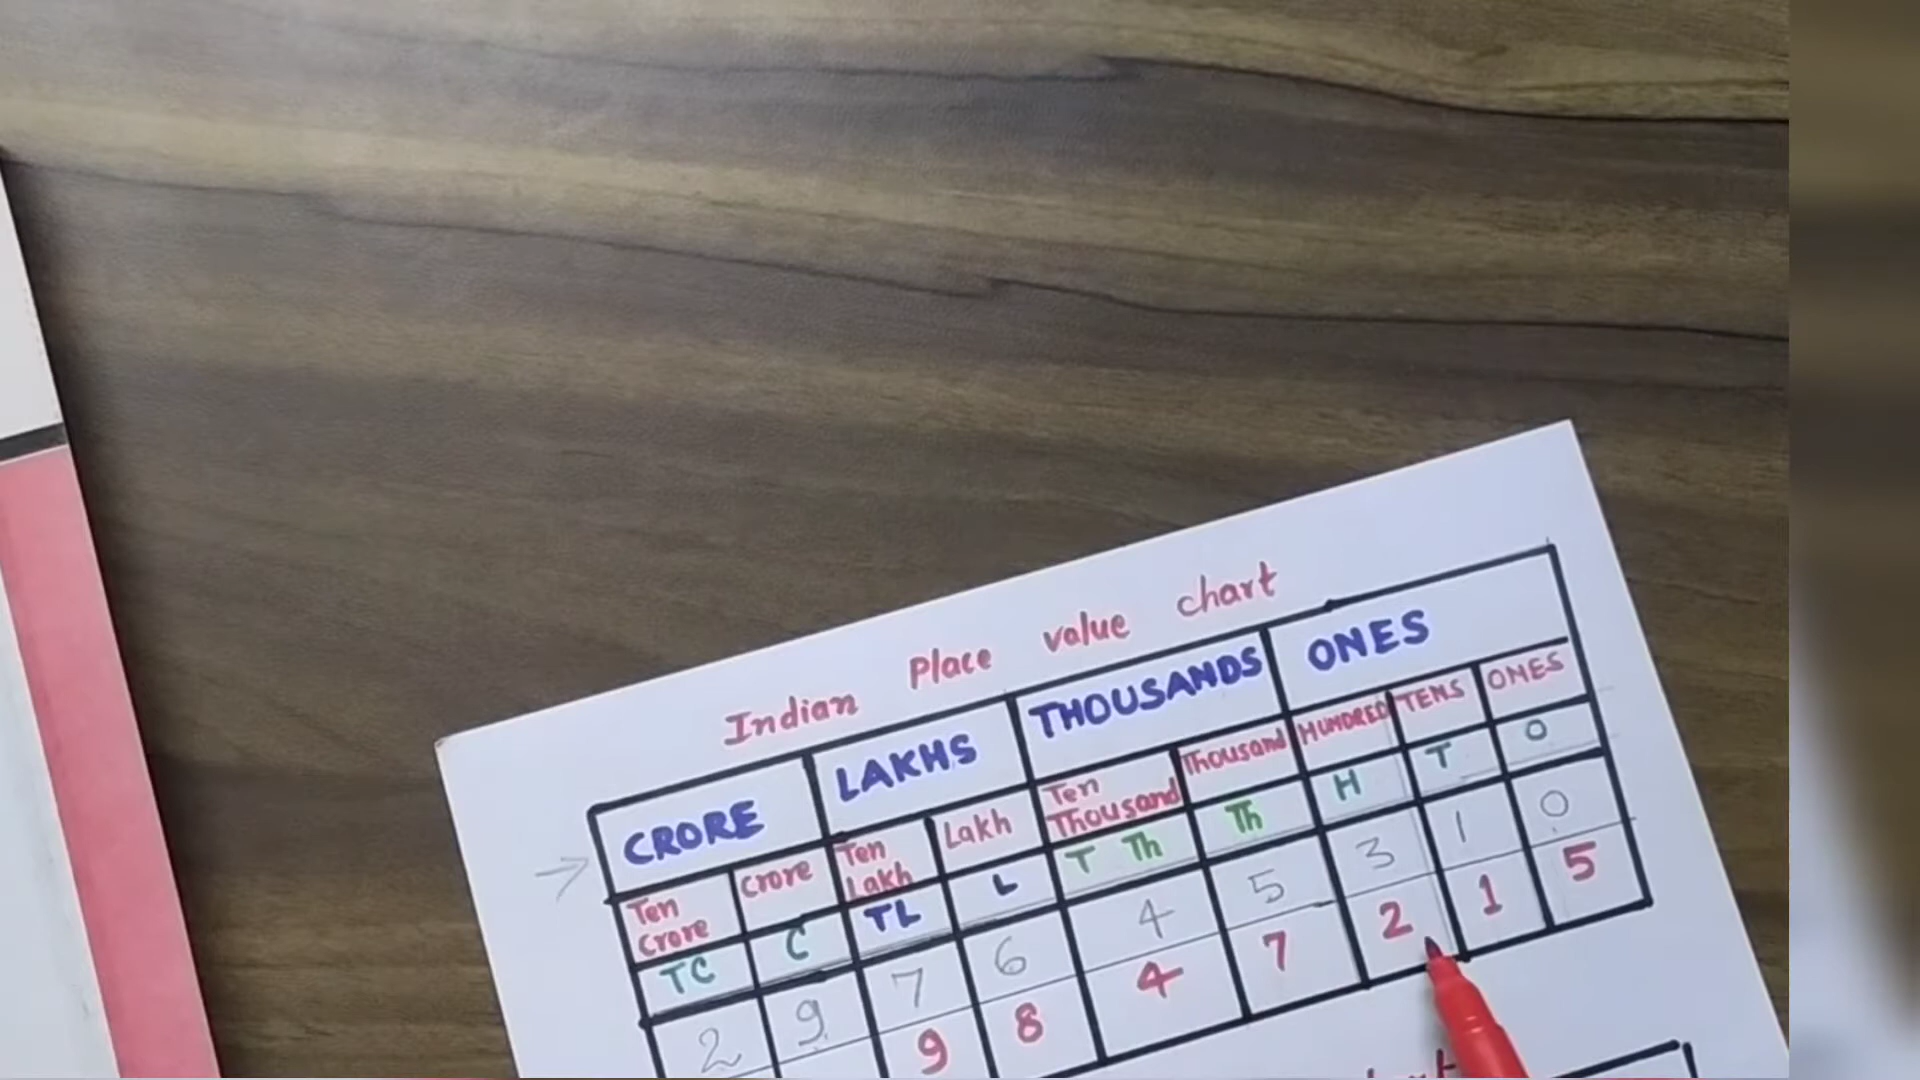 Indian Place value chart
CRORE LAKHS THOUSANDS ONES
Ten Crore Crore Ten Lakh Lakh Ten Thousand Thousand HUNDRED TENS ONES
TC C TL L T Th Th H T O
2 9 7 6 4 5 3 1 0
9 8 4 7 2 1 5